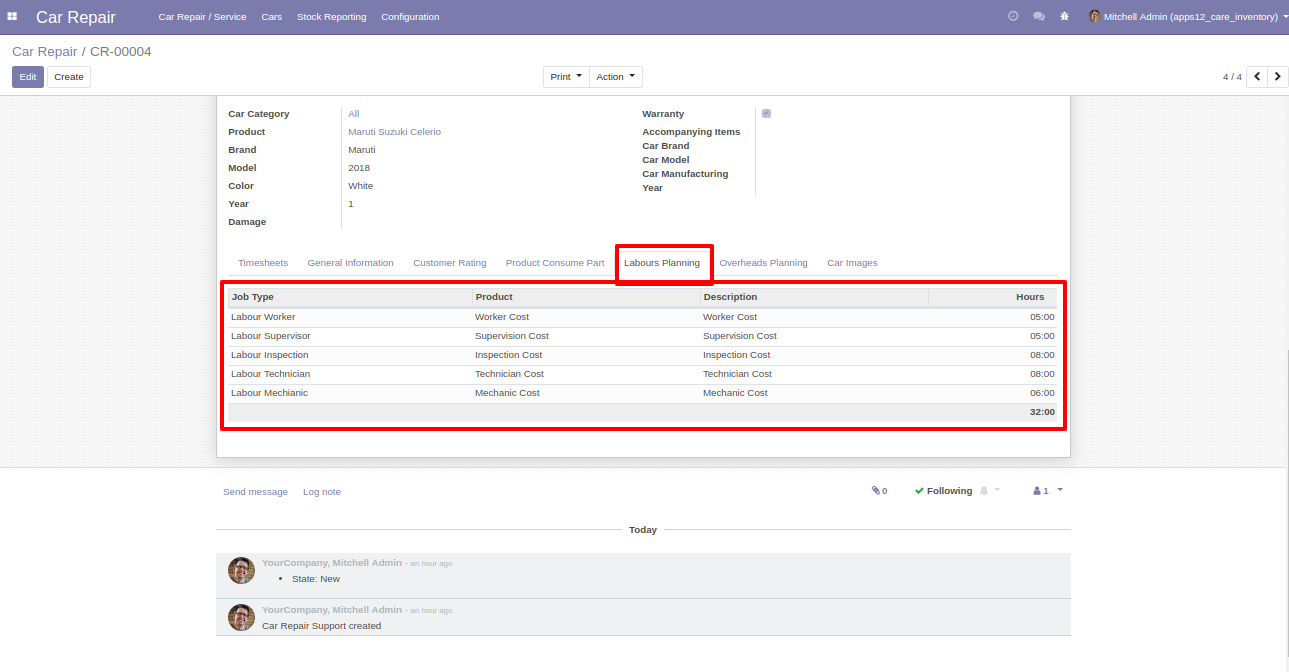 Car Repair Car Repair / Service Cars Stock Reporting Configuration Mitchell Admin (apps12_care_inventory)
Car Repair / CR-00004
Edit Create Print Action 4 / 4
Car Category All
Product Maruti Suzuki Celerio
Brand Maruti
Model 2018
Color White
Year 1
Damage
Warranty
Accompanying Items
Car Brand
Car Model
Car Manufacturing
Year
Timesheets General Information Customer Rating Product Consume Part Labours Planning Overheads Planning Car Images
Job Type Product Description Hours
Labour Worker Worker Cost Worker Cost 05:00
Labour Supervisor Supervision Cost Supervision Cost 05:00
Labour Inspection Inspection Cost Inspection Cost 08:00
Labour Technician Technician Cost Technician Cost 08:00
Labour Mechianic Mechanic Cost Mechanic Cost 06:00
32:00
Send message Log note 0 Following 1
Today
YourCompany, Mitchell Admin - an hour ago
• State: New
YourCompany, Mitchell Admin - an hour ago
Car Repair Support created